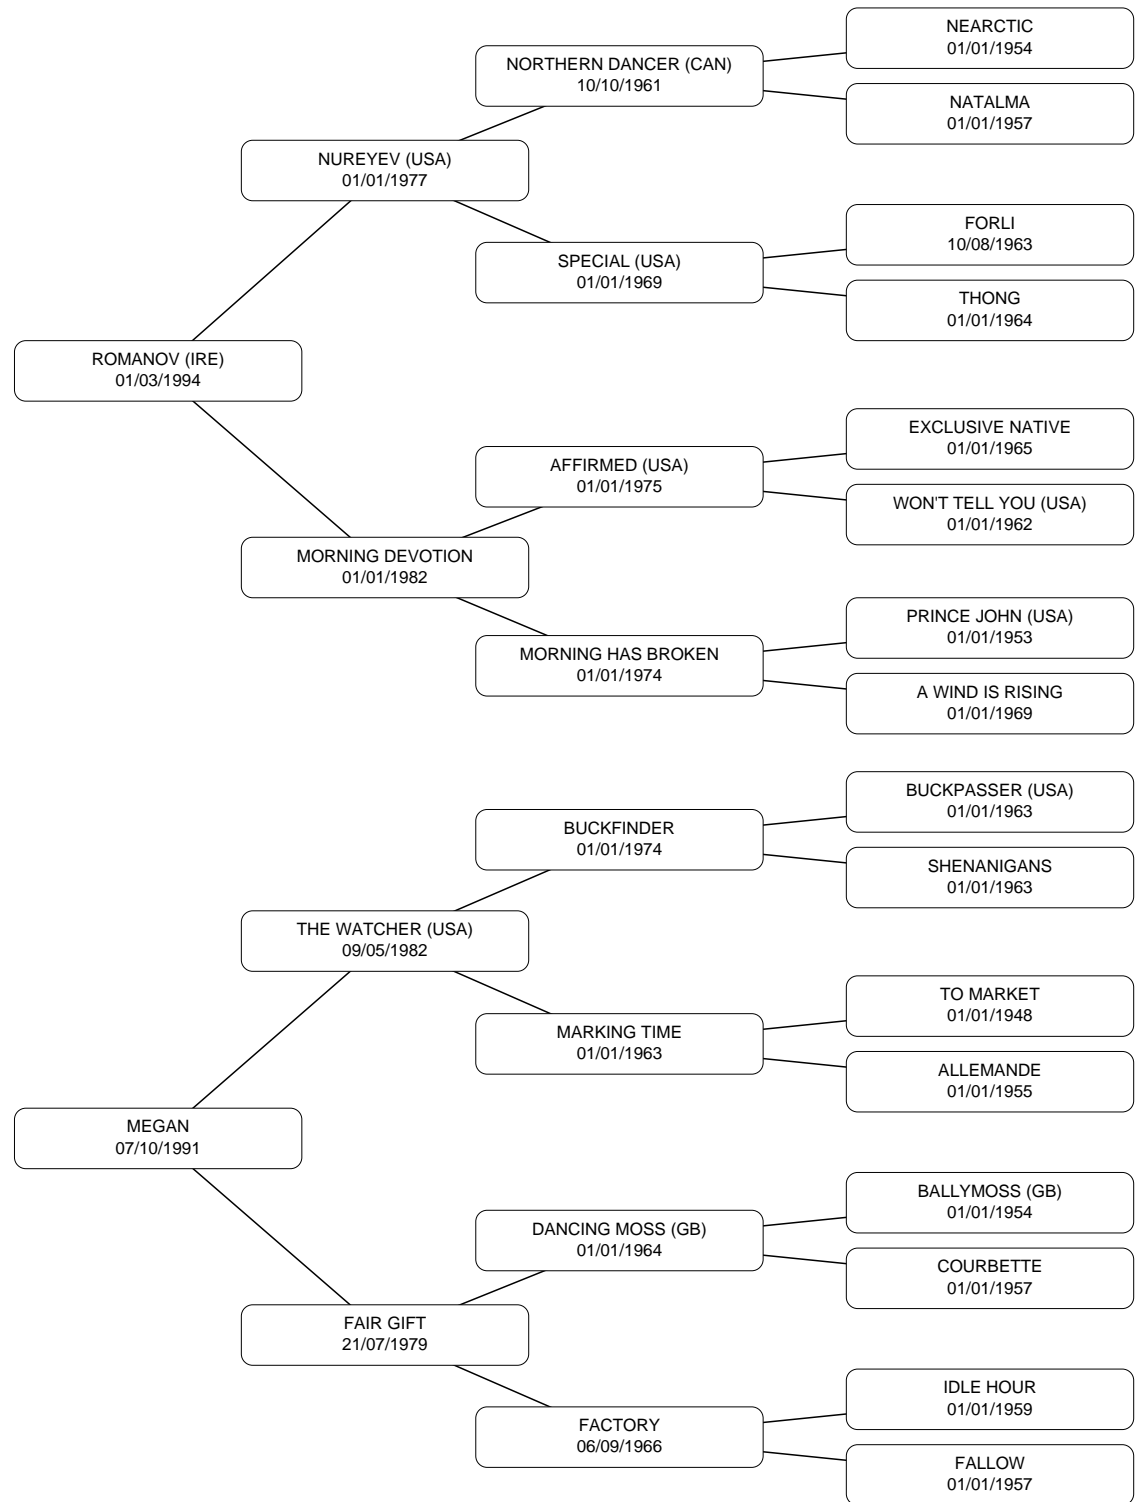 NEARCTIC
01/01/1954
NORTHERN DANCER (CAN)
10/10/1961
NATALMA
01/01/1957
NUREYEV (USA)
01/01/1977
FORLI
10/08/1963
SPECIAL (USA)
01/01/1969
THONG
01/01/1964
ROMANOV (IRE)
01/03/1994
EXCLUSIVE NATIVE
01/01/1965
AFFIRMED (USA)
01/01/1975
WON'T TELL YOU (USA)
01/01/1962
MORNING DEVOTION
01/01/1982
PRINCE JOHN (USA)
01/01/1953
MORNING HAS BROKEN
01/01/1974
A WIND IS RISING
01/01/1969
BUCKPASSER (USA)
01/01/1963
BUCKFINDER
01/01/1974
SHENANIGANS
01/01/1963
THE WATCHER (USA)
09/05/1982
TO MARKET
01/01/1948
MARKING TIME
01/01/1963
ALLEMANDE
01/01/1955
MEGAN
07/10/1991
BALLYMOSS (GB)
01/01/1954
DANCING MOSS (GB)
01/01/1964
COURBETTE
01/01/1957
FAIR GIFT
21/07/1979
IDLE HOUR
01/01/1959
FACTORY
06/09/1966
FALLOW
01/01/1957